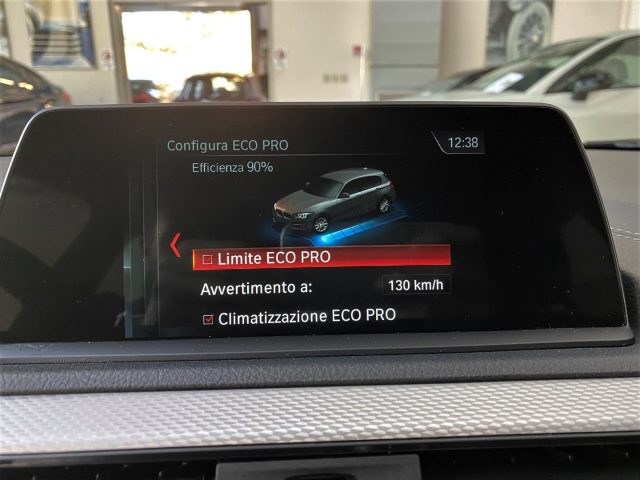 Configura ECO PRO
12:38
Efficienza 90%
Limite ECO PRO
Avvertimento a: 130 km/h
Climatizzazione ECO PRO